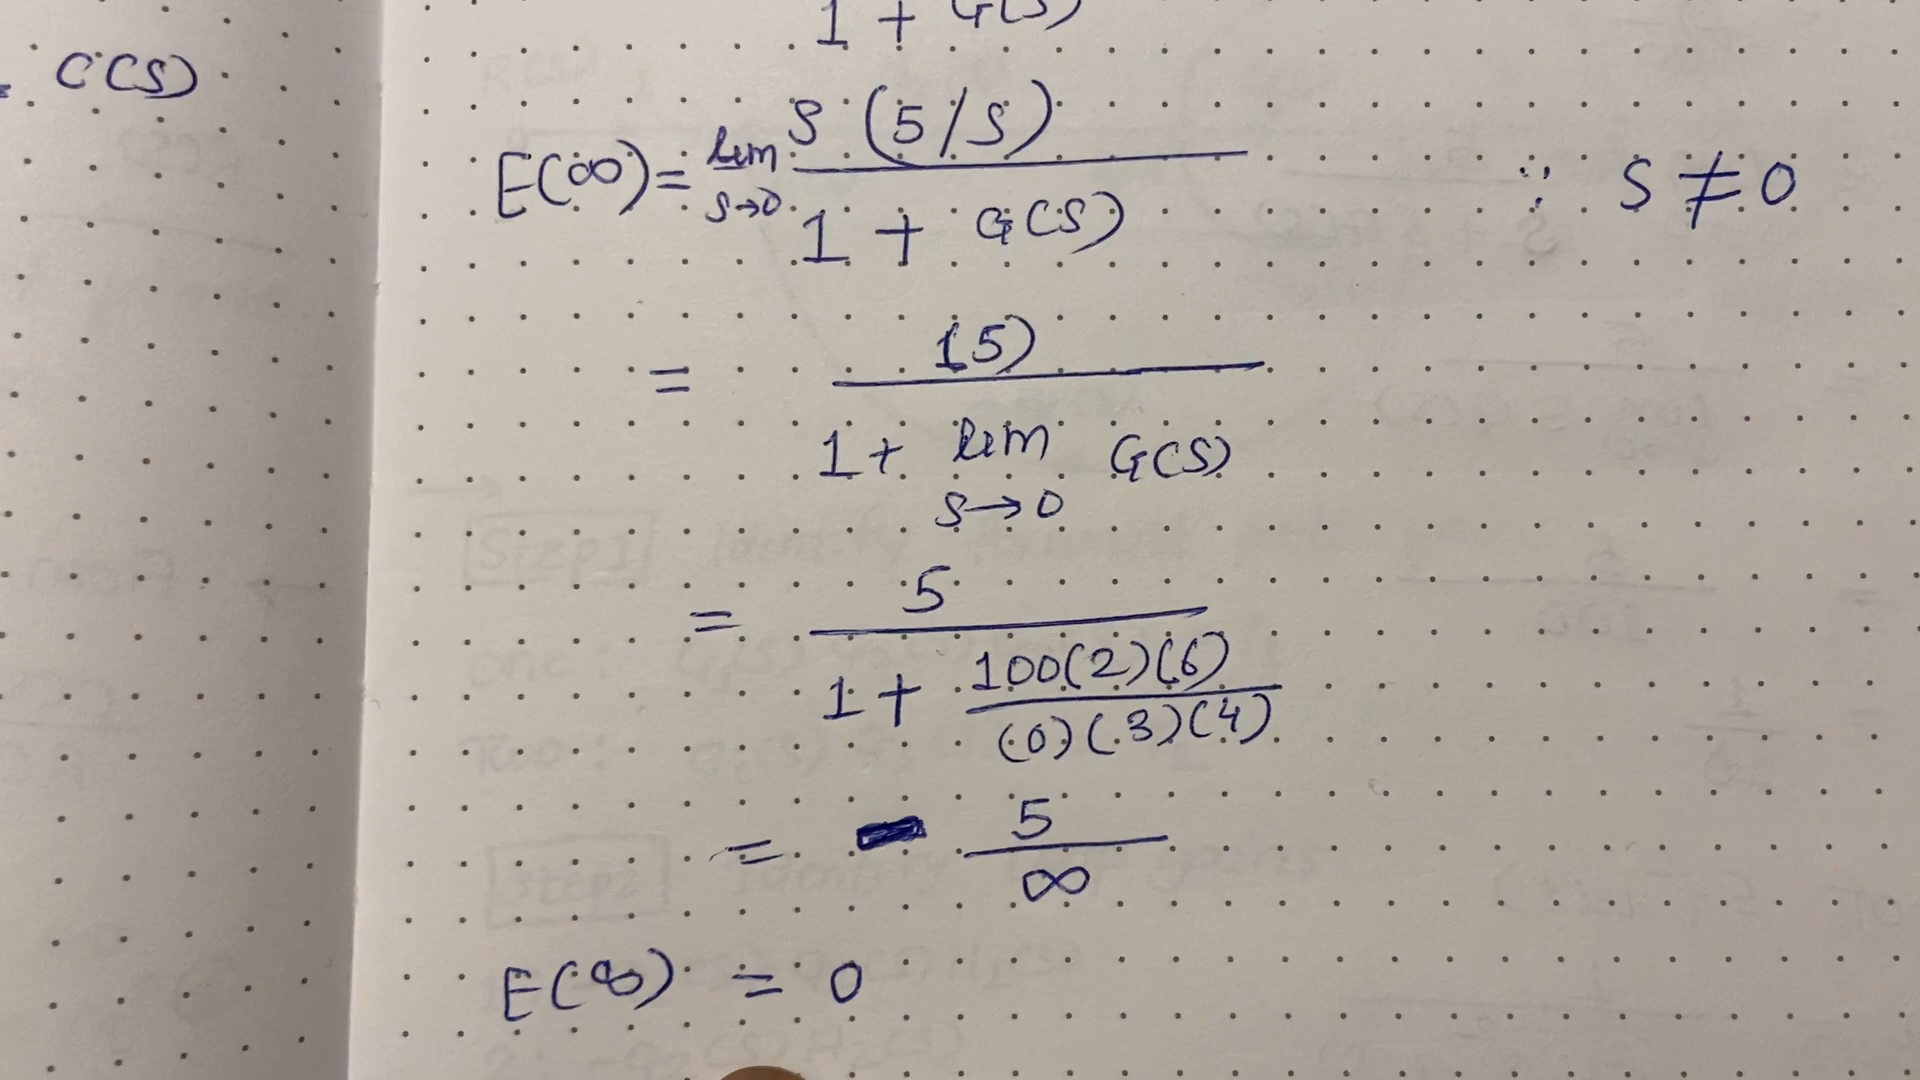 C(S)
1 + G(S)
E(∞) = lim s→0 S (5/S) / 1 + G(S) ∵ S ≠ 0
= (5) / 1 + lim s→0 G(S)
= 5 / 1 + 100(2)(6) / (0)(3)(4)
= 5 / ∞
E(∞) = 0